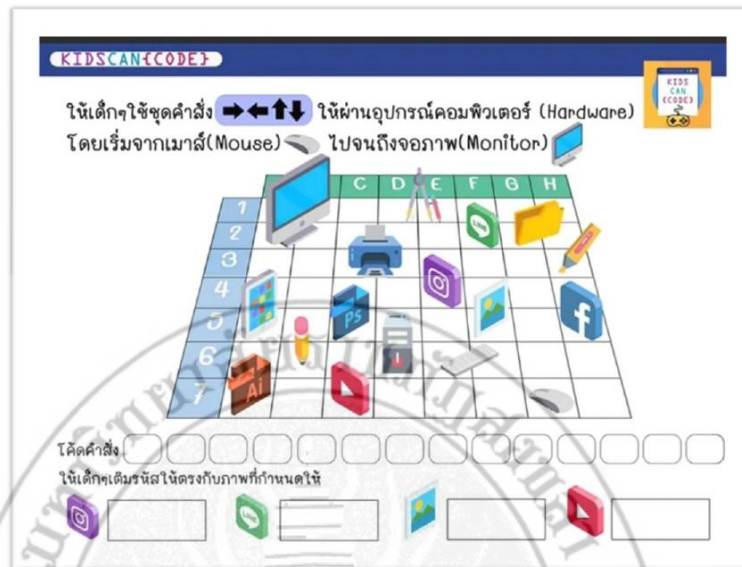 KIDSCAN{CODE}
KIDS
CAN
{CODE}
ให้เด็กๆใช้ชุดคำสั่ง ➡⬅⬆⬇ ให้ผ่านอุปกรณ์คอมพิวเตอร์ (Hardware)
โดยเริ่มจากเมาส์(Mouse) ไปจนถึงจอภาพ(Monitor)
C D E F G H
1
2
LINE
3
4
5
Ps
6
7
Ai
โค้ดคำสั่ง
ให้เด็กๆเติมรหัสให้ตรงกับภาพที่กำหนดให้
LINE